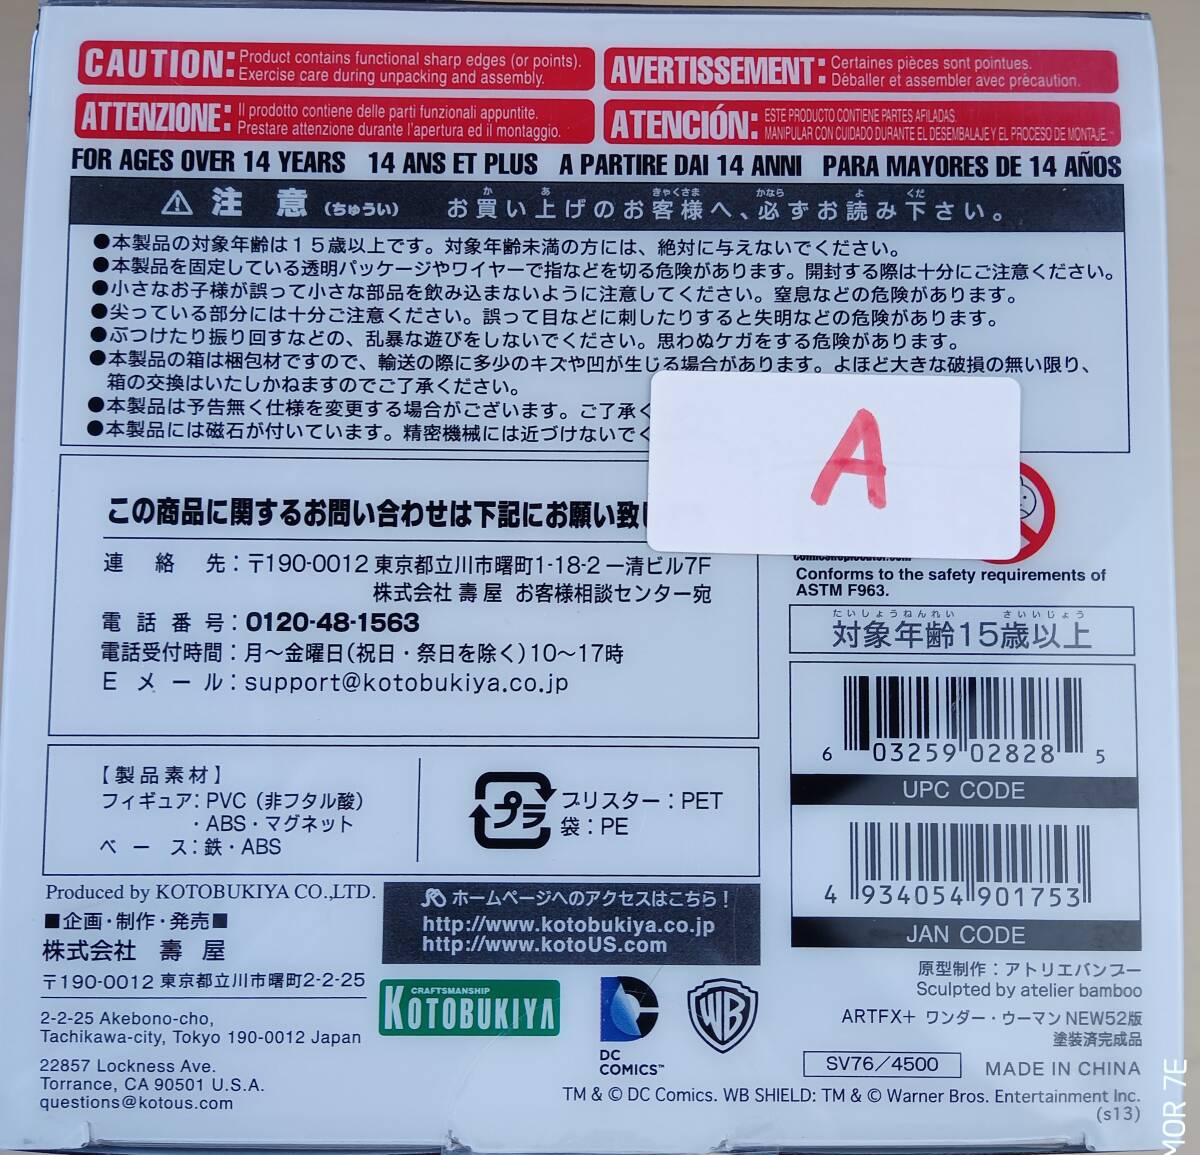 CAUTION: Product contains functional sharp edges (or points).
Exercise care during unpacking and assembly.
AVERTISSEMENT: Certaines pièces sont pointues.
Déballer et assembler avec précaution.
ATTENZIONE: Il prodotto contiene delle parti funzionali appuntite.
Prestare attenzione durante l'apertura ed il montaggio.
ATENCIÓN: ESTE PRODUCTO CONTIENE PARTES AFILADAS.
MANIPULAR CON CUIDADO DURANTE EL DESEMBALAJE Y EL PROCESO DE MONTAJE.
FOR AGES OVER 14 YEARS 14 ANS ET PLUS A PARTIRE DAI 14 ANNI PARA MAYORES DE 14 AÑOS
か あ きゃくさま かなら よ くだ
⚠ 注 意 (ちゅうい) お買い上げのお客様へ、必ずお読み下さい。
●本製品の対象年齢は15歳以上です。対象年齢未満の方には、絶対に与えないでください。
●本製品を固定している透明パッケージやワイヤーで指などを切る危険があります。開封する際は十分にご注意ください。
●小さなお子様が誤って小さな部品を飲み込まないように注意してください。窒息などの危険があります。
●尖っている部分には十分ご注意ください。誤って目などに刺したりすると失明などの危険があります。
●ぶつけたり振り回すなどの、乱暴な遊びをしないでください。思わぬケガをする危険があります。
●本製品の箱は梱包材ですので、輸送の際に多少のキズや凹が生じる場合があります。よほど大きな破損の無い限り、
箱の交換はいたしかねますのでご了承ください。
●本製品は予告無く仕様を変更する場合がございます。ご了承く
●本製品には磁石が付いています。精密機械には近づけないでく
A
この商品に関するお問い合わせは下記にお願い致し
連絡先:〒190-0012 東京都立川市曙町1-18-2 一清ビル7F
株式会社 壽屋 お客様相談センター宛
電話番号:0120-48-1563
電話受付時間:月〜金曜日(祝日・祭日を除く)10〜17時
Eメール:support@kotobukiya.co.jp
Conforms to the safety requirements of
ASTM F963.
たいしょうねんれい さいいじょう
対象年齢15歳以上
6 03259 02828 5
UPC CODE
4 934054 901753
JAN CODE
【製品素材】
フィギュア:PVC(非フタル酸)
・ABS・マグネット
ベース:鉄・ABS
プラ
ブリスター:PET
袋:PE
Produced by KOTOBUKIYA CO.,LTD.
■企画・制作・発売■
株式会社 壽屋
〒190-0012 東京都立川市曙町2-2-25
2-2-25 Akebono-cho,
Tachikawa-city, Tokyo 190-0012 Japan
22857 Lockness Ave.
Torrance, CA 90501 U.S.A.
questions@kotous.com
ホームページへのアクセスはこちら!
http://www.kotobukiya.co.jp
http://www.kotoUS.com
CRAFTSMANSHIP
KOTOBUKIYA
DC
COMICS™
WB
原型制作:アトリエバンブー
Sculpted by atelier bamboo
ARTFX+ ワンダー・ウーマン NEW52版
塗装済完成品
SV76/4500
MADE IN CHINA
TM & © DC Comics. WB SHIELD: TM & © Warner Bros. Entertainment Inc.
(s13)
MOR 7E